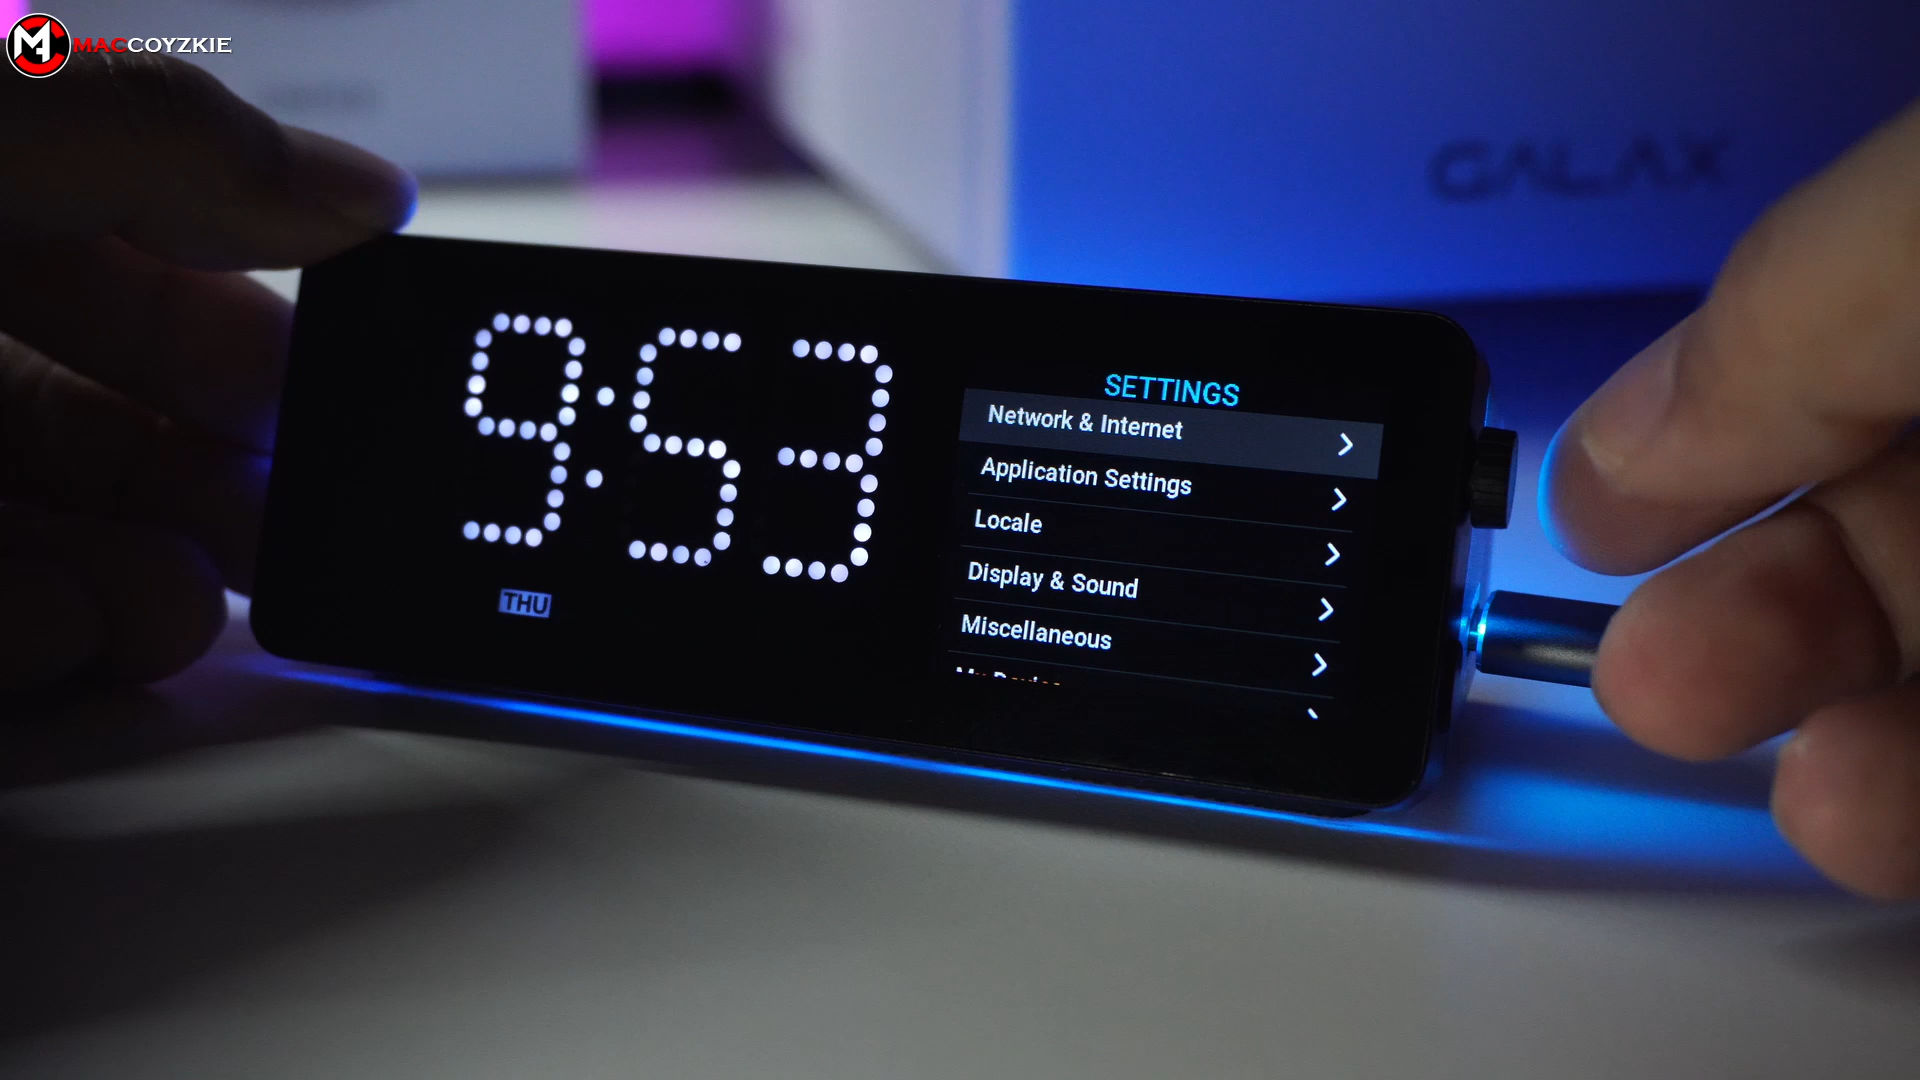 MACCOYZKIE
GALAX
9:53
THU
SETTINGS
Network & Internet
Application Settings
Locale
Display & Sound
Miscellaneous